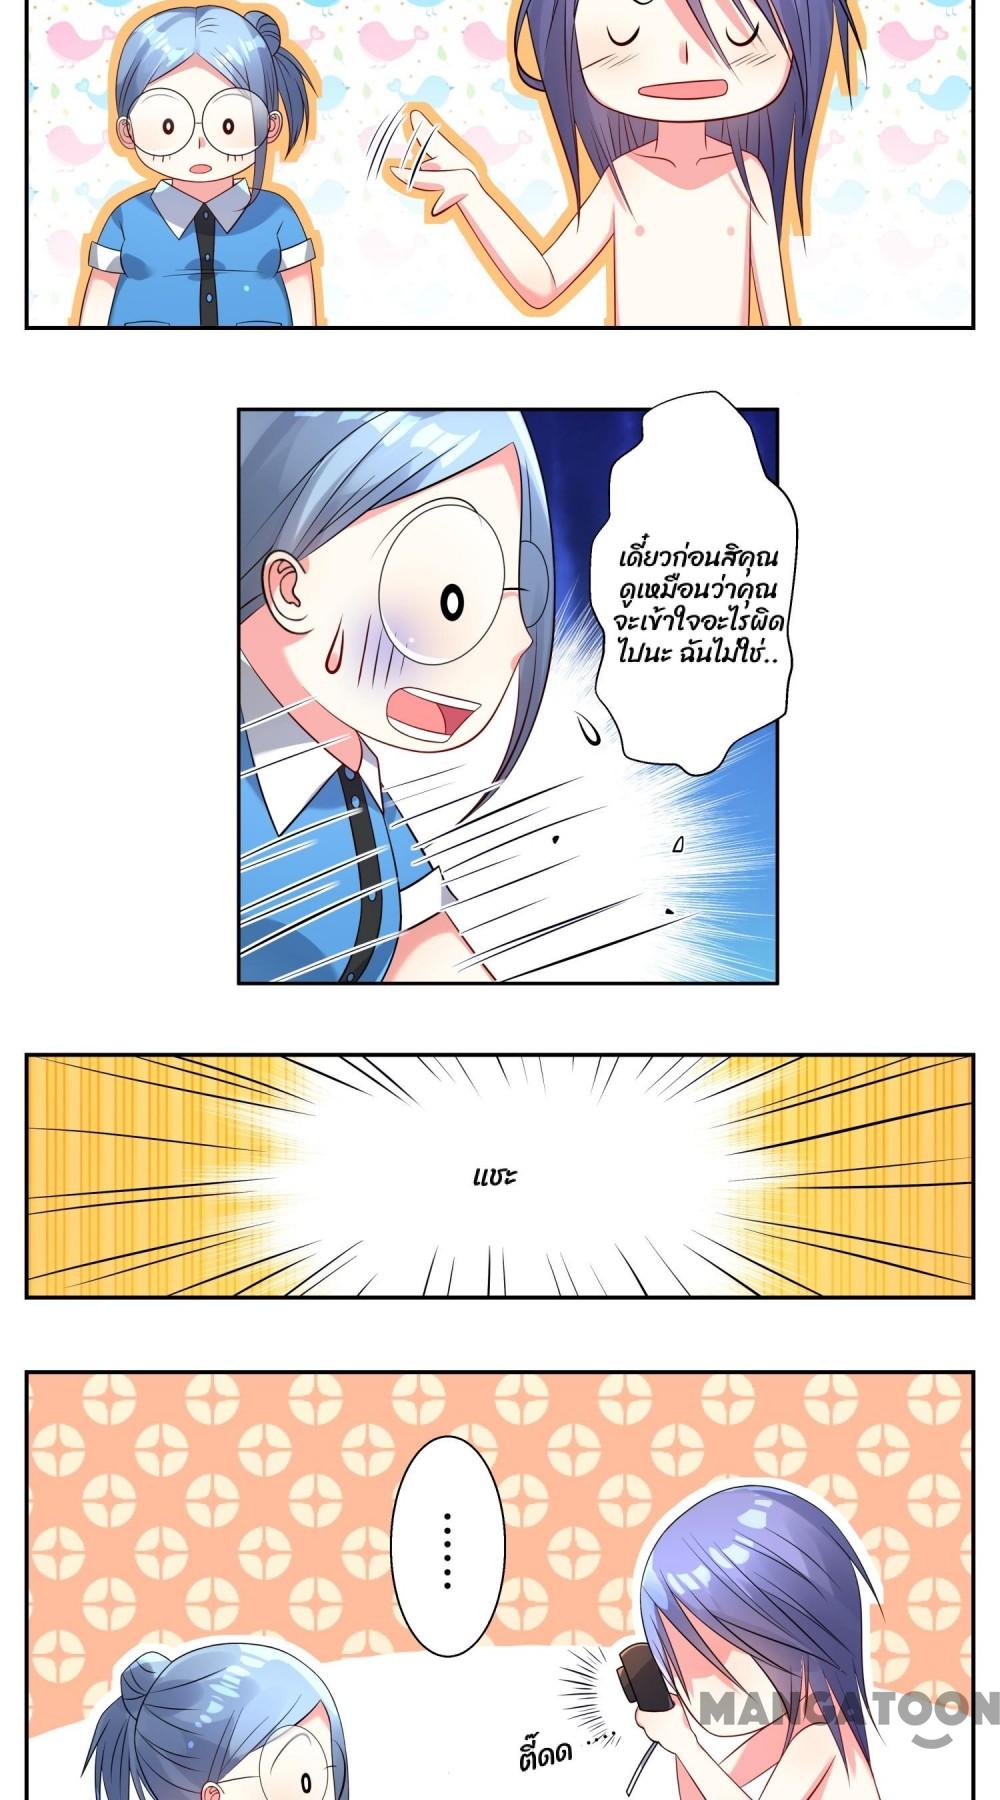 เดี๋ยวก่อนสิคุณ
ดูเหมือนว่าคุณ
จะเข้าใจอะไรผิด
ไปนะ ฉันไม่ใช่..
แชะ
......
ตี๊ดด ....
MANGATOON